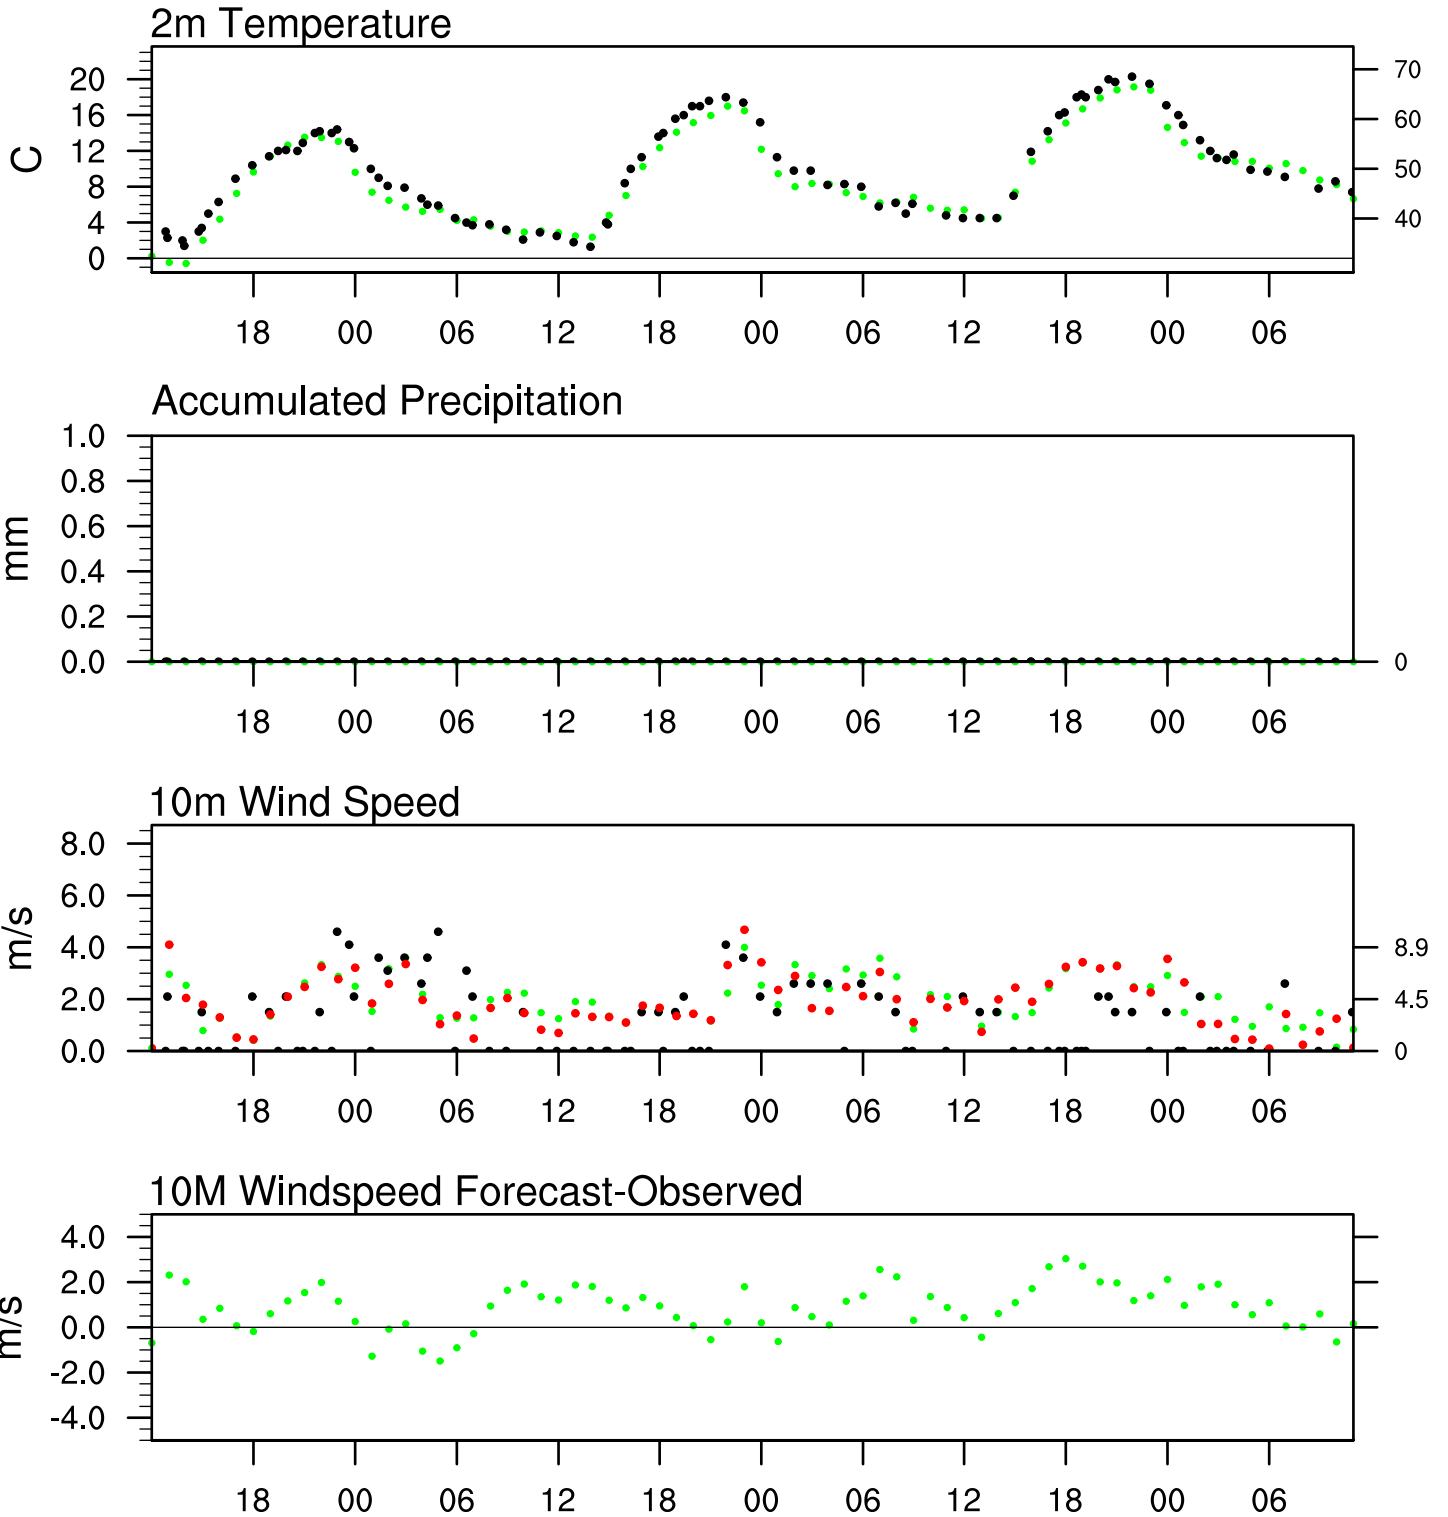 2m Temperature
20
16
12
8
4
0
C
70
60
50
40
18 00 06 12 18 00 06 12 18 00 06
Accumulated Precipitation
1.0
0.8
0.6
0.4
0.2
0.0
mm
0
18 00 06 12 18 00 06 12 18 00 06
10m Wind Speed
8.0
6.0
4.0
2.0
0.0
m/s
8.9
4.5
0
18 00 06 12 18 00 06 12 18 00 06
10M Windspeed Forecast-Observed
4.0
2.0
0.0
-2.0
-4.0
m/s
18 00 06 12 18 00 06 12 18 00 06